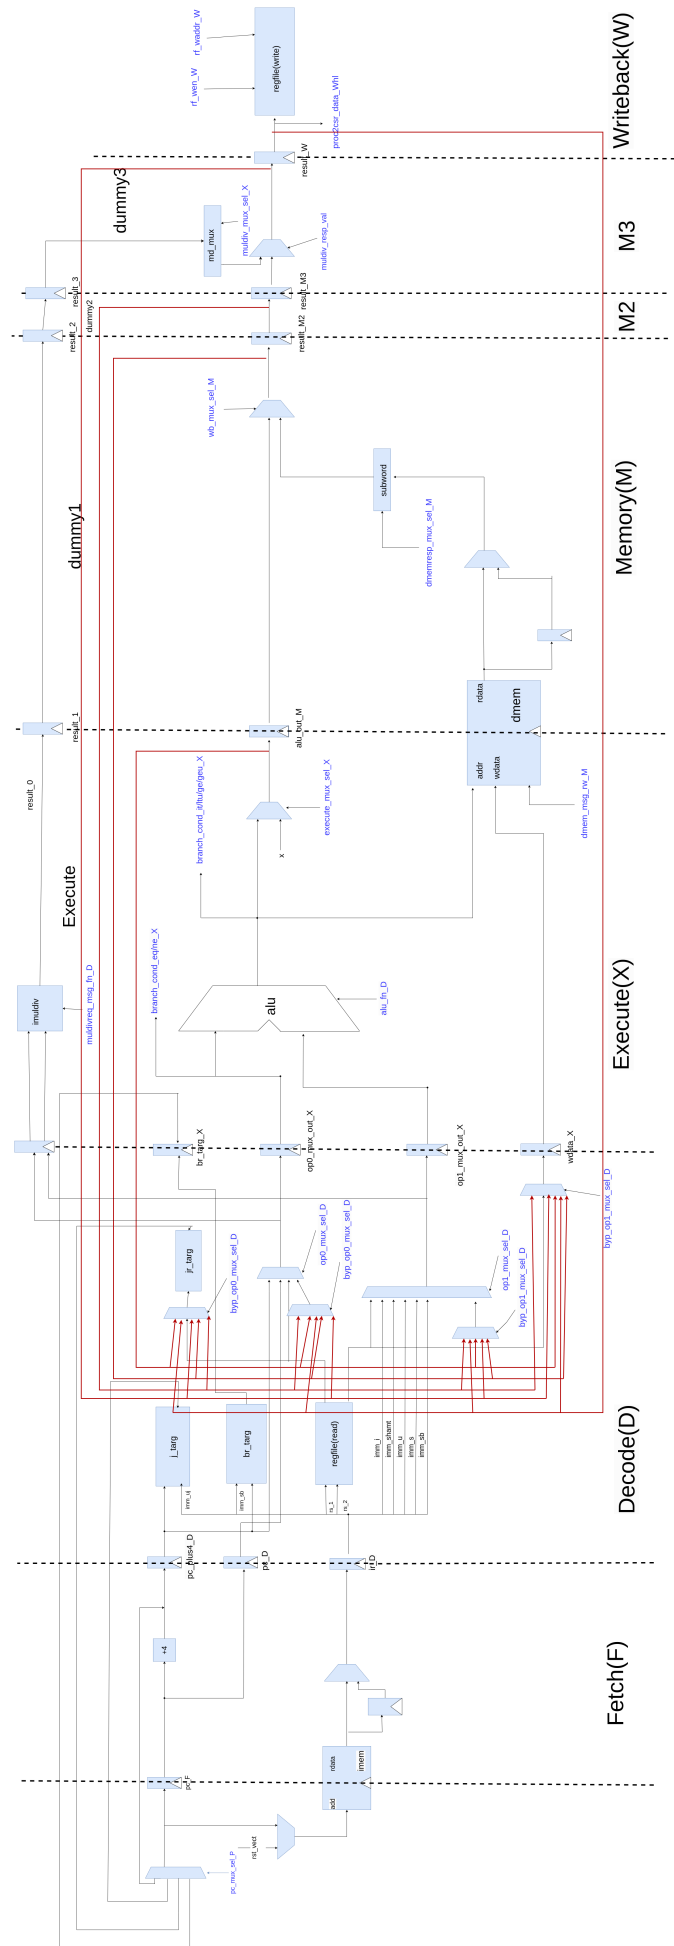 rf_waddr_W
rf_wen_W
regfile(write)
proc2csr_data_Whl
Writeback(W)
result_W
dummy3
md_mux
muldiv_mux_sel_X
muldiv_resp_val
M3
result_3
result_M3
dummy2
M2
result_2
result_M2
wb_mux_sel_M
subword
dmemresp_mux_sel_M
Memory(M)
dummy1
rdata
dmem
addr
wdata
result_1
alu_out_M
result_0
branch_cond_it/ltu/ge/geu_X
execute_mux_sel_X
x
dmem_msg_rw_M
Execute
branch_cond_eq/ne_X
imuldiv
muldivreq_msg_fn_D
alu
alu_fn_D
Execute(X)
br_targ_X
op0_mux_out_X
op1_mux_out_X
wdata_X
byp_op1_mux_sel_D
jr_targ
byp_op0_mux_sel_D
op0_mux_sel_D
byp_op0_mux_sel_D
op1_mux_sel_D
byp_op1_mux_sel_D
j_targ
br_targ
regfile(read)
imm_i
imm_shamt
imm_u
imm_s
imm_sb
Decode(D)
imm_uj
imm_sb
rs_1
rs_2
pc_plus4_D
pc_D
ir_D
+4
Fetch(F)
pc_F
rdata
imem
add
rst_vect
pc_mux_sel_P